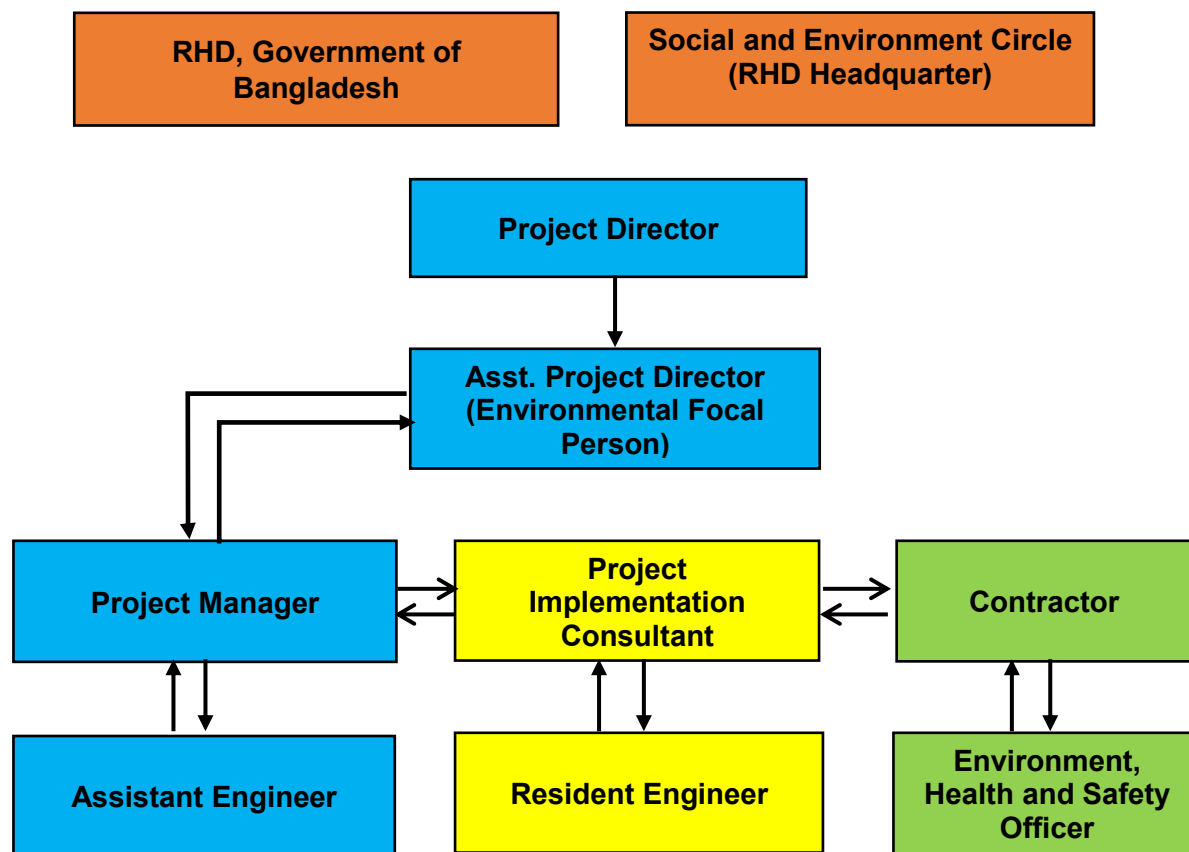 RHD, Government of
Bangladesh
Social and Environment Circle
(RHD Headquarter)
Project Director
Asst. Project Director
(Environmental Focal
Person)
Project Manager
Project
Implementation
Consultant
Contractor
Assistant Engineer
Resident Engineer
Environment,
Health and Safety
Officer